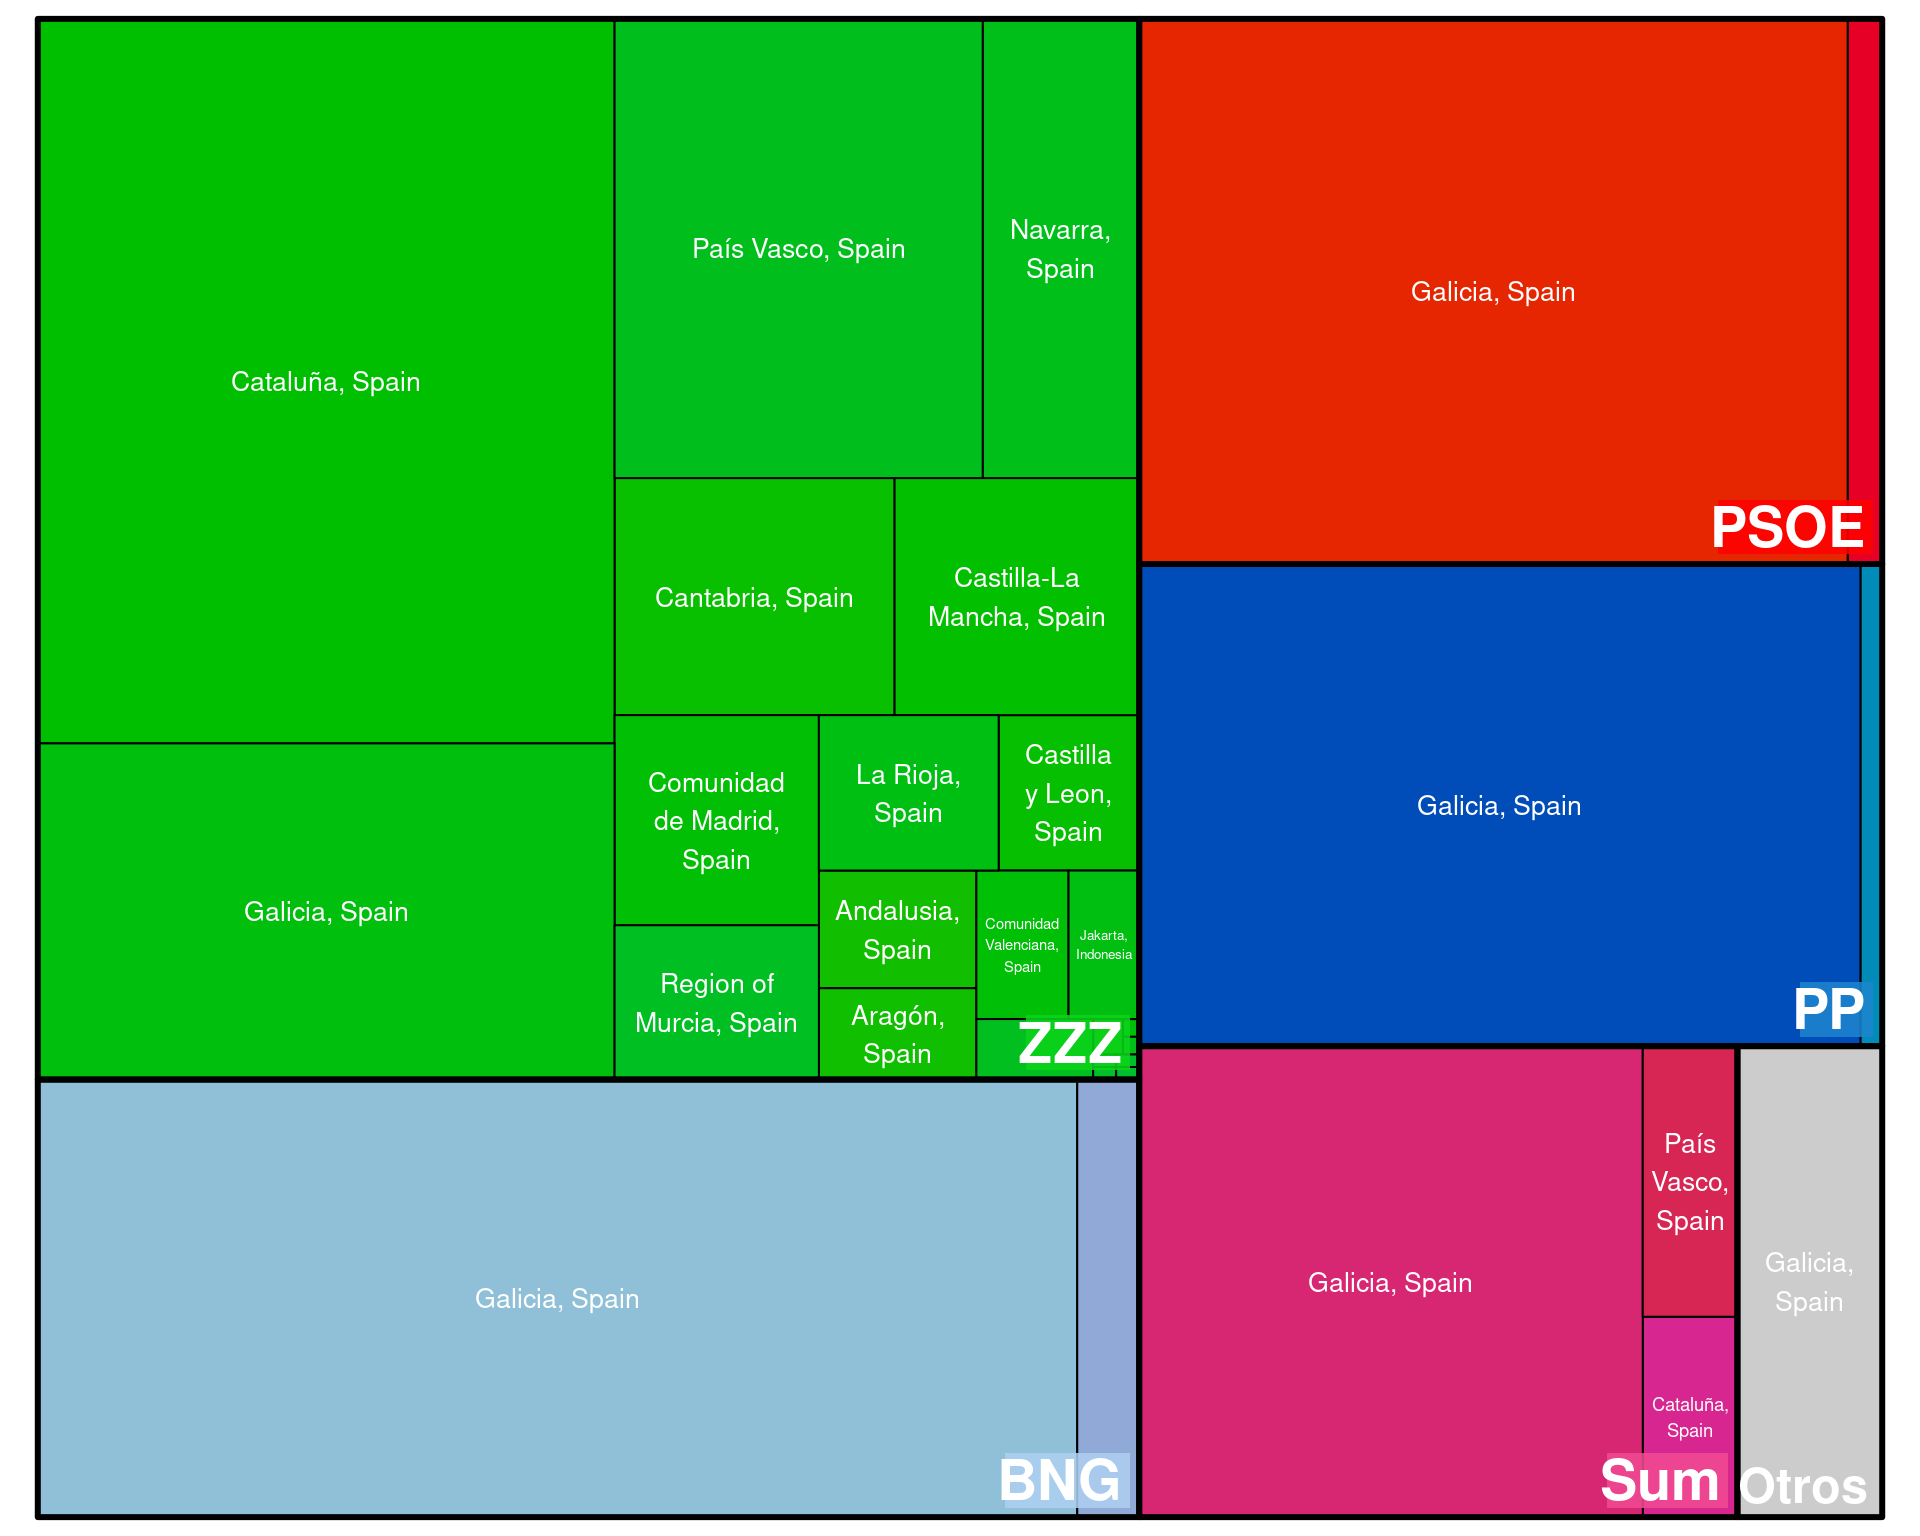 Cataluña, Spain
País Vasco, Spain
Navarra,
Spain
Cantabria, Spain
Castilla-La
Mancha, Spain
Galicia, Spain
Comunidad
de Madrid,
Spain
La Rioja,
Spain
Castilla
y Leon,
Spain
Region of
Murcia, Spain
Andalusia,
Spain
Aragón,
Spain
Comunidad
Valenciana,
Spain
Jakarta,
Indonesia
ZZZ
Galicia, Spain
BNG
Galicia, Spain
PSOE
Galicia, Spain
PP
Galicia, Spain
País
Vasco,
Spain
Cataluña,
Spain
Sum
Galicia,
Spain
Otros